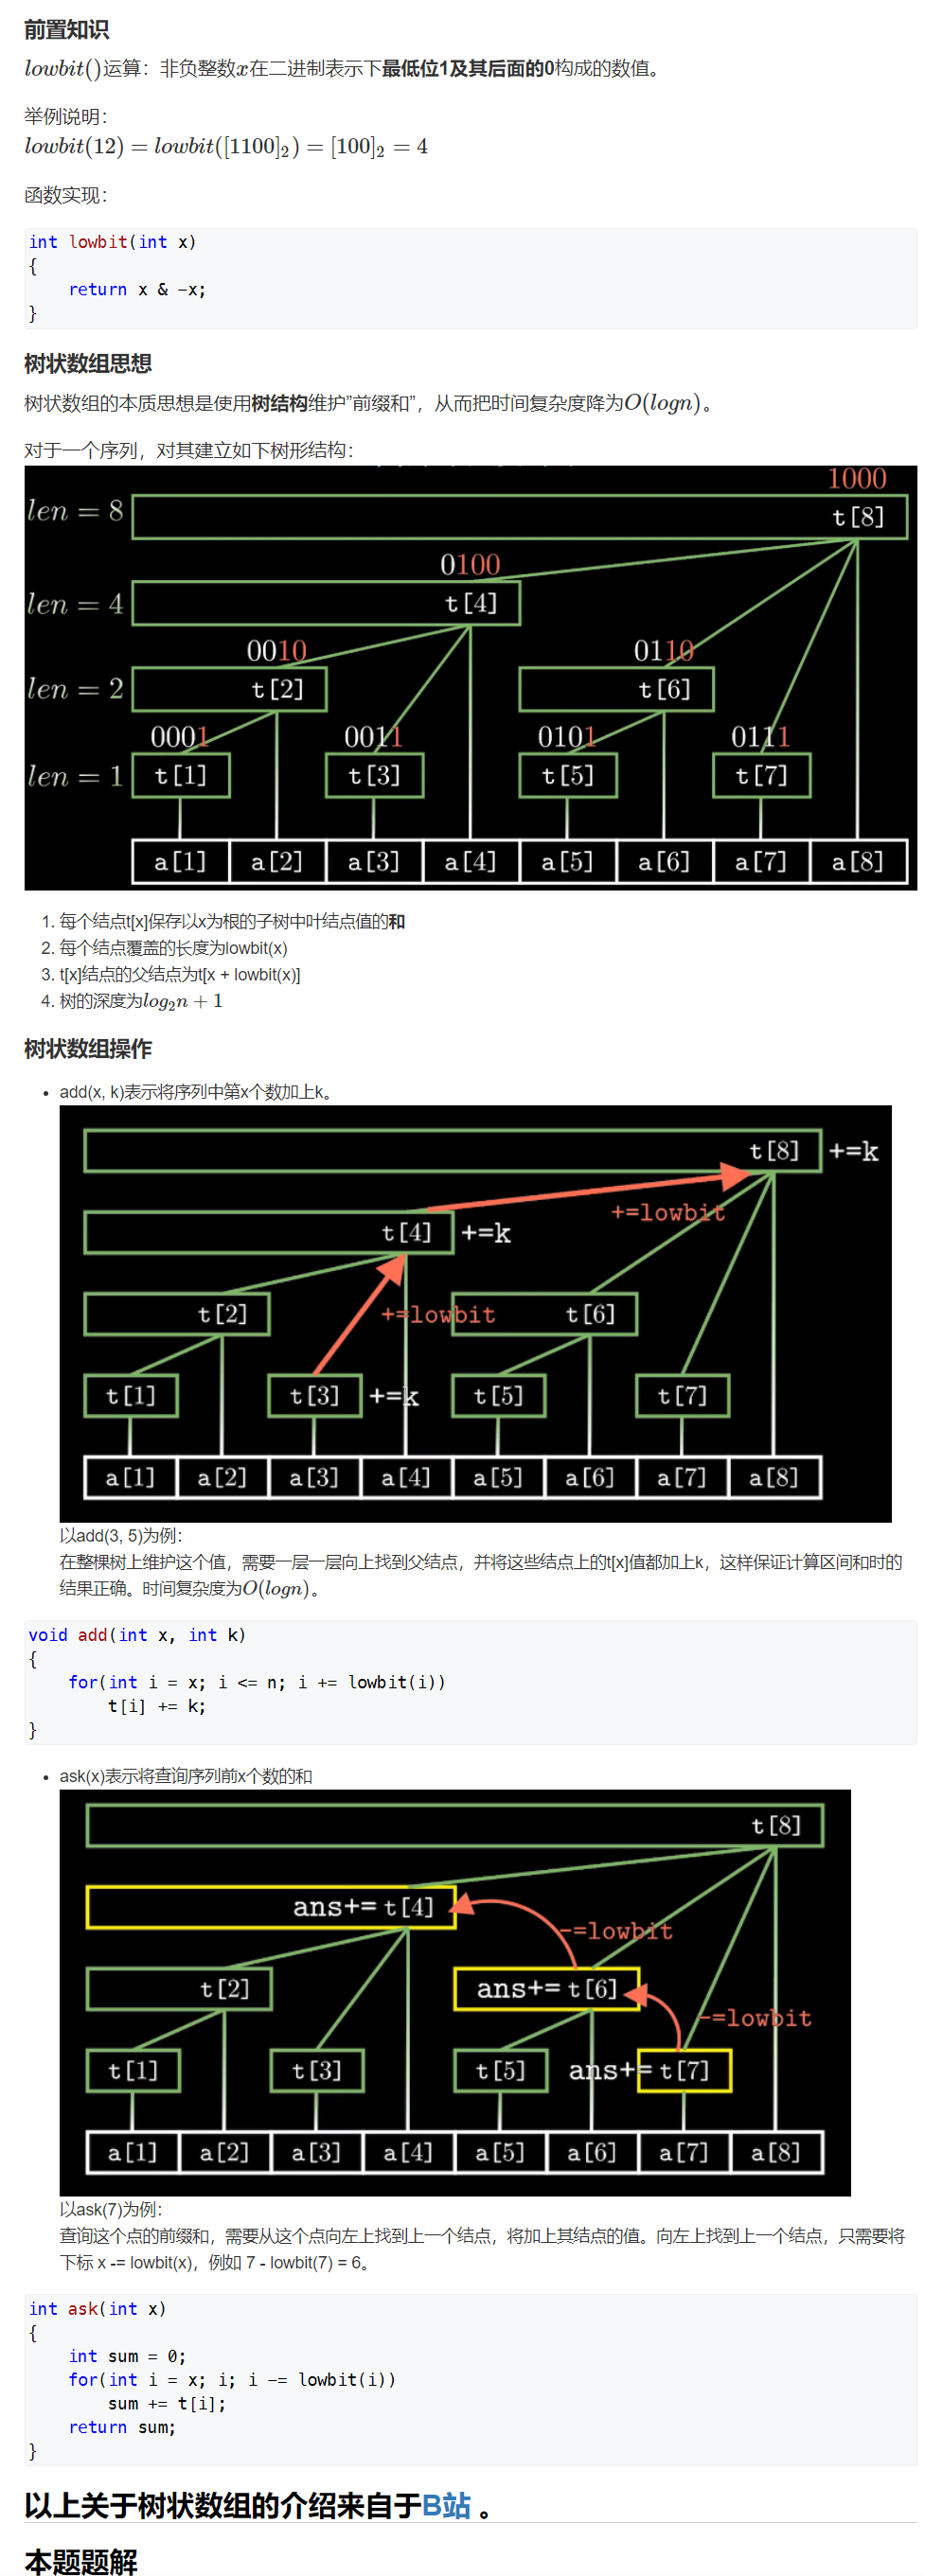 前置知识
lowbit()运算：非负整数x在二进制表示下最低位1及其后面的0构成的数值。
举例说明：
lowbit(12) = lowbit([1100]₂) = [100]₂ = 4
函数实现：
int lowbit(int x)
{
    return x & -x;
}
树状数组思想
树状数组的本质思想是使用树结构维护"前缀和"，从而把时间复杂度降为O(logn)。
对于一个序列，对其建立如下树形结构：
1000
len = 8 t[8]
0100
len = 4 t[4]
0010 0110
len = 2 t[2] t[6]
0001 0011 0101 0111
len = 1 t[1] t[3] t[5] t[7]
a[1] a[2] a[3] a[4] a[5] a[6] a[7] a[8]
1. 每个结点t[x]保存以x为根的子树中叶结点值的和
2. 每个结点覆盖的长度为lowbit(x)
3. t[x]结点的父结点为t[x + lowbit(x)]
4. 树的深度为log₂n + 1
树状数组操作
• add(x, k)表示将序列中第x个数加上k。
t[8] +=k
+=lowbit
t[4] +=k
t[2] +=lowbit t[6]
t[1] t[3] +=k t[5] t[7]
a[1] a[2] a[3] a[4] a[5] a[6] a[7] a[8]
以add(3, 5)为例：
在整棵树上维护这个值，需要一层一层向上找到父结点，并将这些结点上的t[x]值都加上k，这样保证计算区间和时的
结果正确。时间复杂度为O(logn)。
void add(int x, int k)
{
    for(int i = x; i <= n; i += lowbit(i))
        t[i] += k;
}
• ask(x)表示将查询序列前x个数的和
t[8]
ans+= t[4]
-=lowbit
t[2] ans+= t[6]
-=lowbit
t[1] t[3] t[5] ans+= t[7]
a[1] a[2] a[3] a[4] a[5] a[6] a[7] a[8]
以ask(7)为例：
查询这个点的前缀和，需要从这个点向左上找到上一个结点，将加上其结点的值。向左上找到上一个结点，只需要将
下标 x -= lowbit(x)，例如 7 - lowbit(7) = 6。
int ask(int x)
{
    int sum = 0;
    for(int i = x; i; i -= lowbit(i))
        sum += t[i];
    return sum;
}
以上关于树状数组的介绍来自于B站 。
本题题解